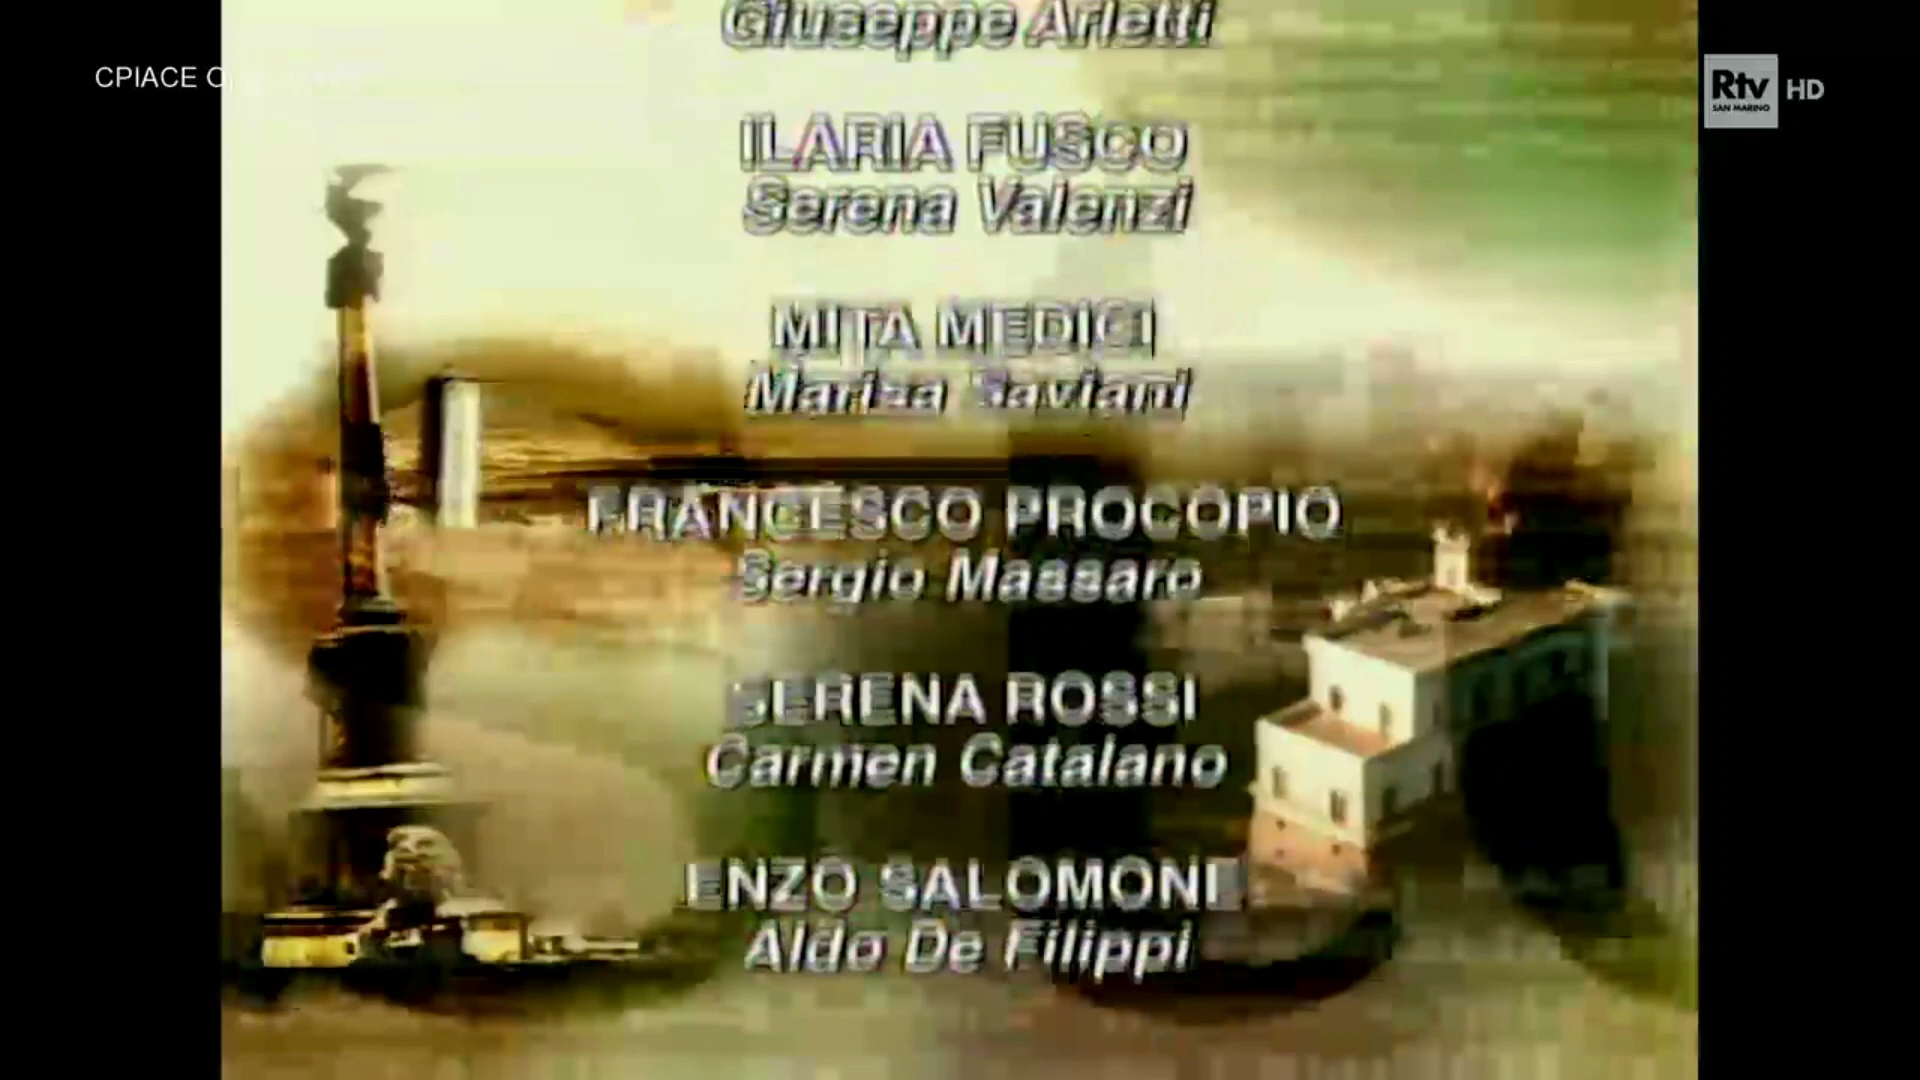 Giuseppe Arletti
CPIACE
Rtv HD
SAN MARINO
ILARIA FUSCO
Serena Valenzi
MITA MEDICI
Marisa Saviani
FRANCESCO PROCOPIO
Sergio Massaro
SERENA ROSSI
Carmen Catalano
ENZO SALOMONE
Aldo De Filippi